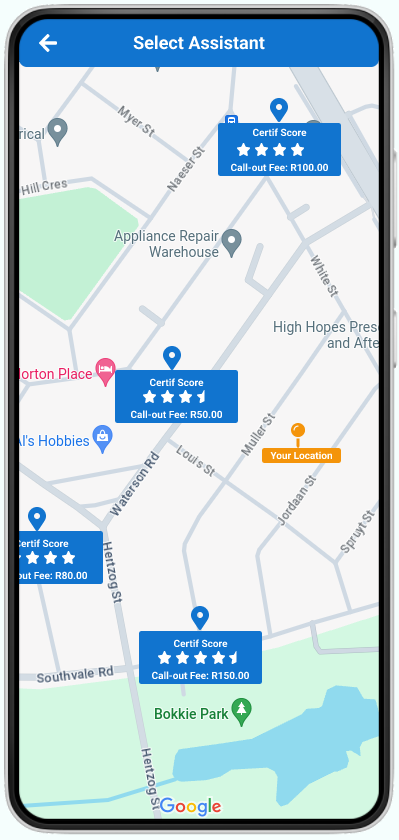 Select Assistant
Myer St
rical
Certif Score
Call-out Fee: R100.00
Naeser St
Hill Cres
Appliance Repair
Warehouse
White St
High Hopes Pres
and Afte
orton Place
Certif Score
Call-out Fee: R50.00
Al's Hobbies
Muller St
Your Location
Louis St
Waterson Rd
Jordaan St
Spruyt St
Certif Score
out Fee: R80.00
Hertzog St
Certif Score
Call-out Fee: R150.00
Southvale Rd
Bokkie Park
Hertzog St
Google